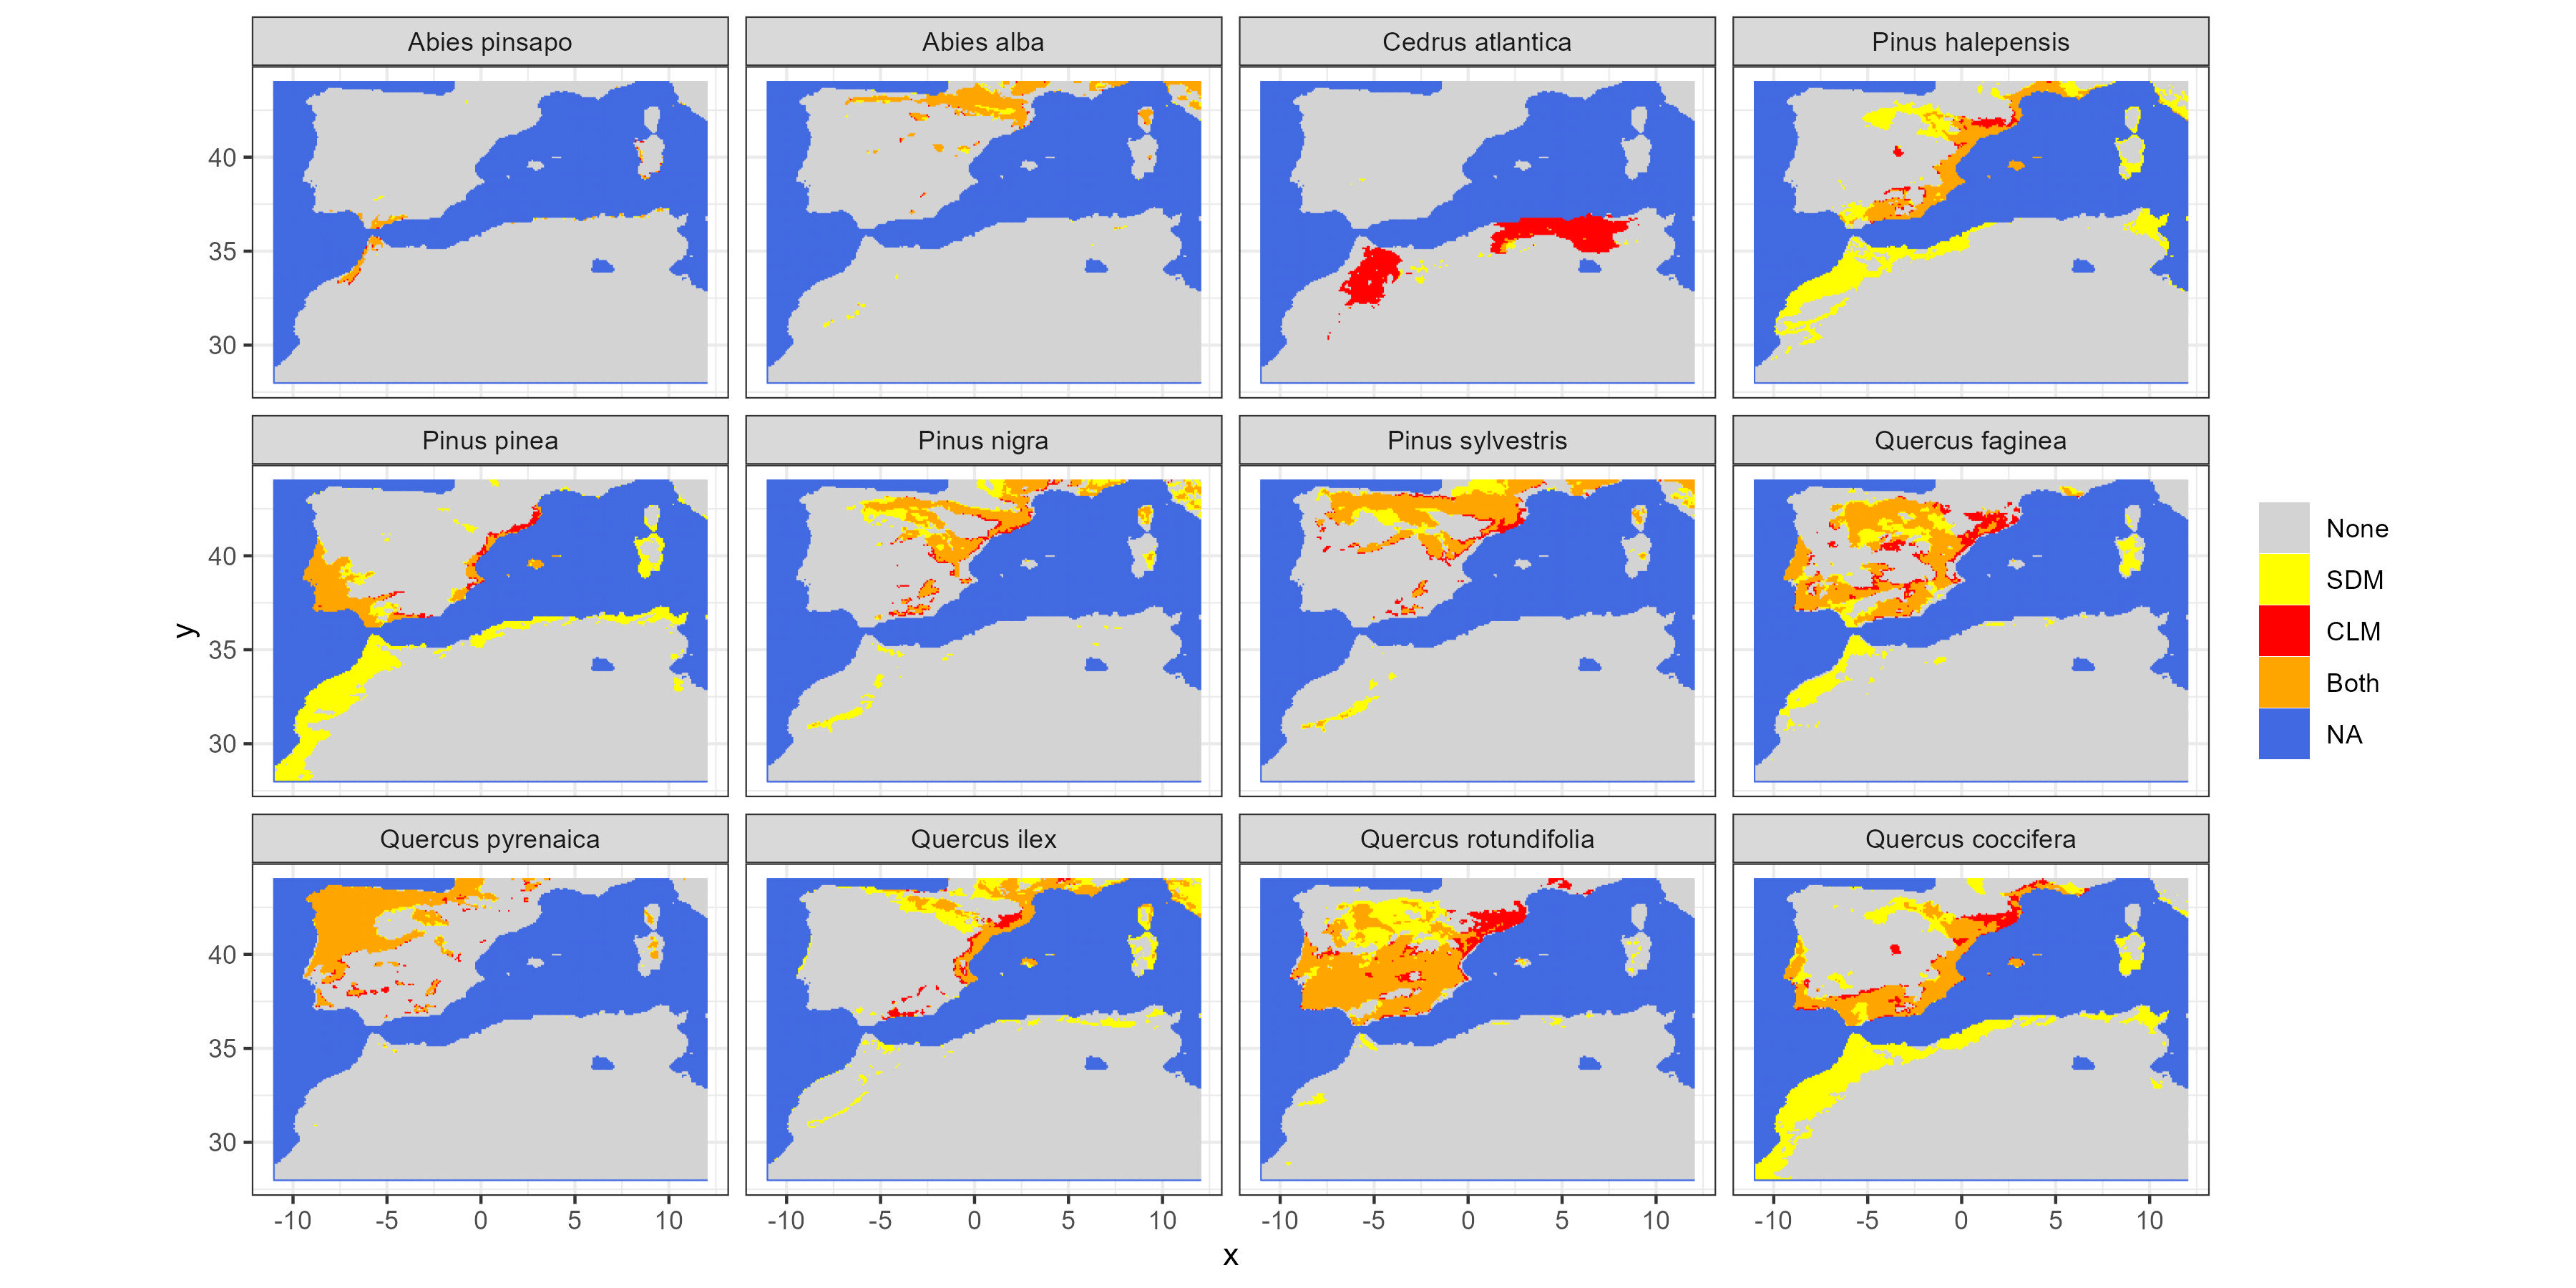 Abies pinsapo
Abies alba
Cedrus atlantica
Pinus halepensis
40
35
30
Pinus pinea
Pinus nigra
Pinus sylvestris
Quercus faginea
40
35
30
y
None
SDM
CLM
Both
NA
Quercus pyrenaica
Quercus ilex
Quercus rotundifolia
Quercus coccifera
40
35
30
-10 -5 0 5 10
-10 -5 0 5 10
-10 -5 0 5 10
-10 -5 0 5 10
x